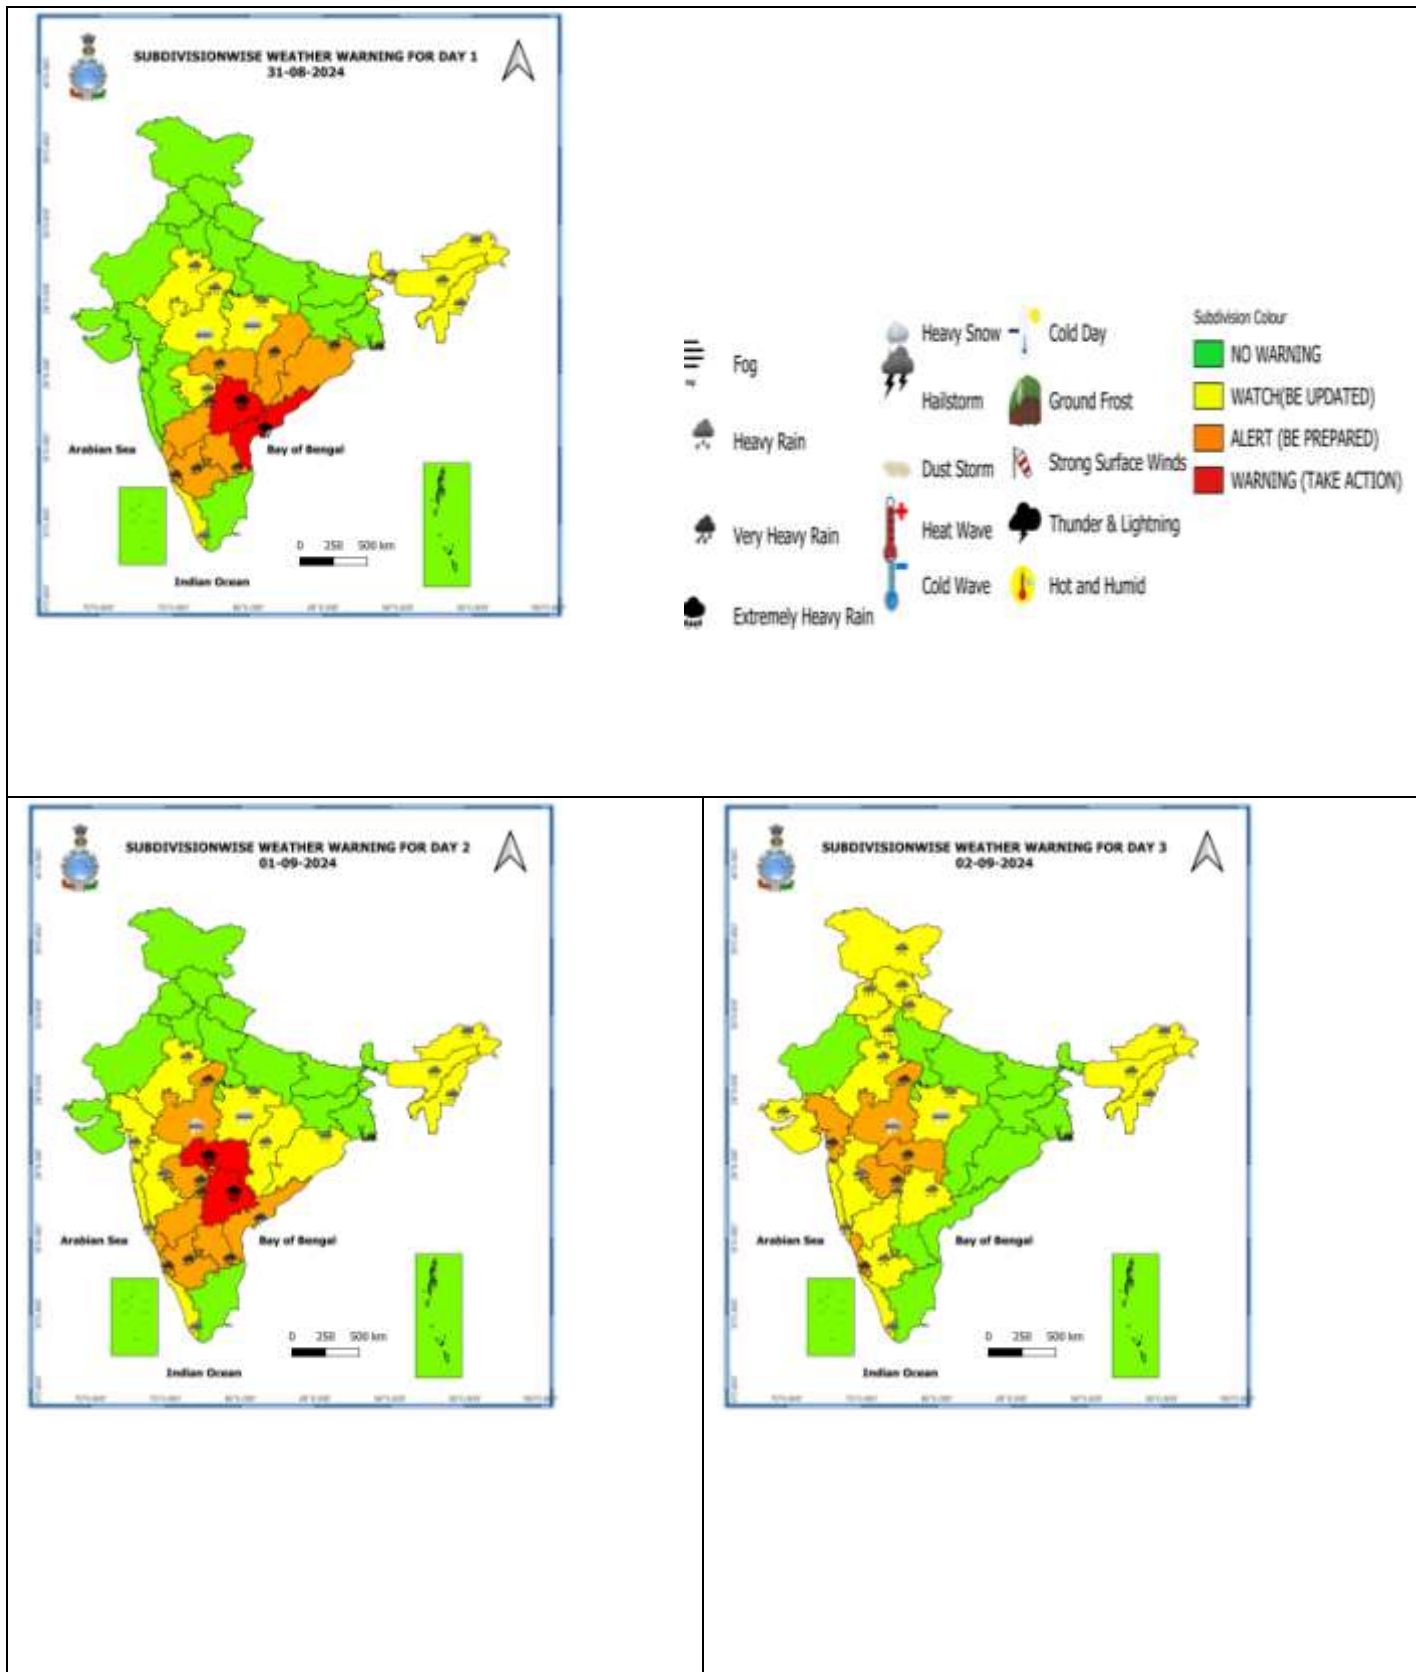 SUBDIVISIONWISE WEATHER WARNING FOR DAY 1
31-08-2024
Arabian Sea
Bay of Bengal
0 250 500 km
Indian Ocean
Fog
Heavy Rain
Very Heavy Rain
Extremely Heavy Rain
Heavy Snow
Hailstorm
Dust Storm
Heat Wave
Cold Wave
Cold Day
Ground Frost
Strong Surface Winds
Thunder & Lightning
Hot and Humid
Subdivision Colour
NO WARNING
WATCH(BE UPDATED)
ALERT (BE PREPARED)
WARNING (TAKE ACTION)
SUBDIVISIONWISE WEATHER WARNING FOR DAY 2
01-09-2024
Arabian Sea
Bay of Bengal
0 250 500 km
Indian Ocean
SUBDIVISIONWISE WEATHER WARNING FOR DAY 3
02-09-2024
Arabian Sea
Bay of Bengal
0 250 500 km
Indian Ocean